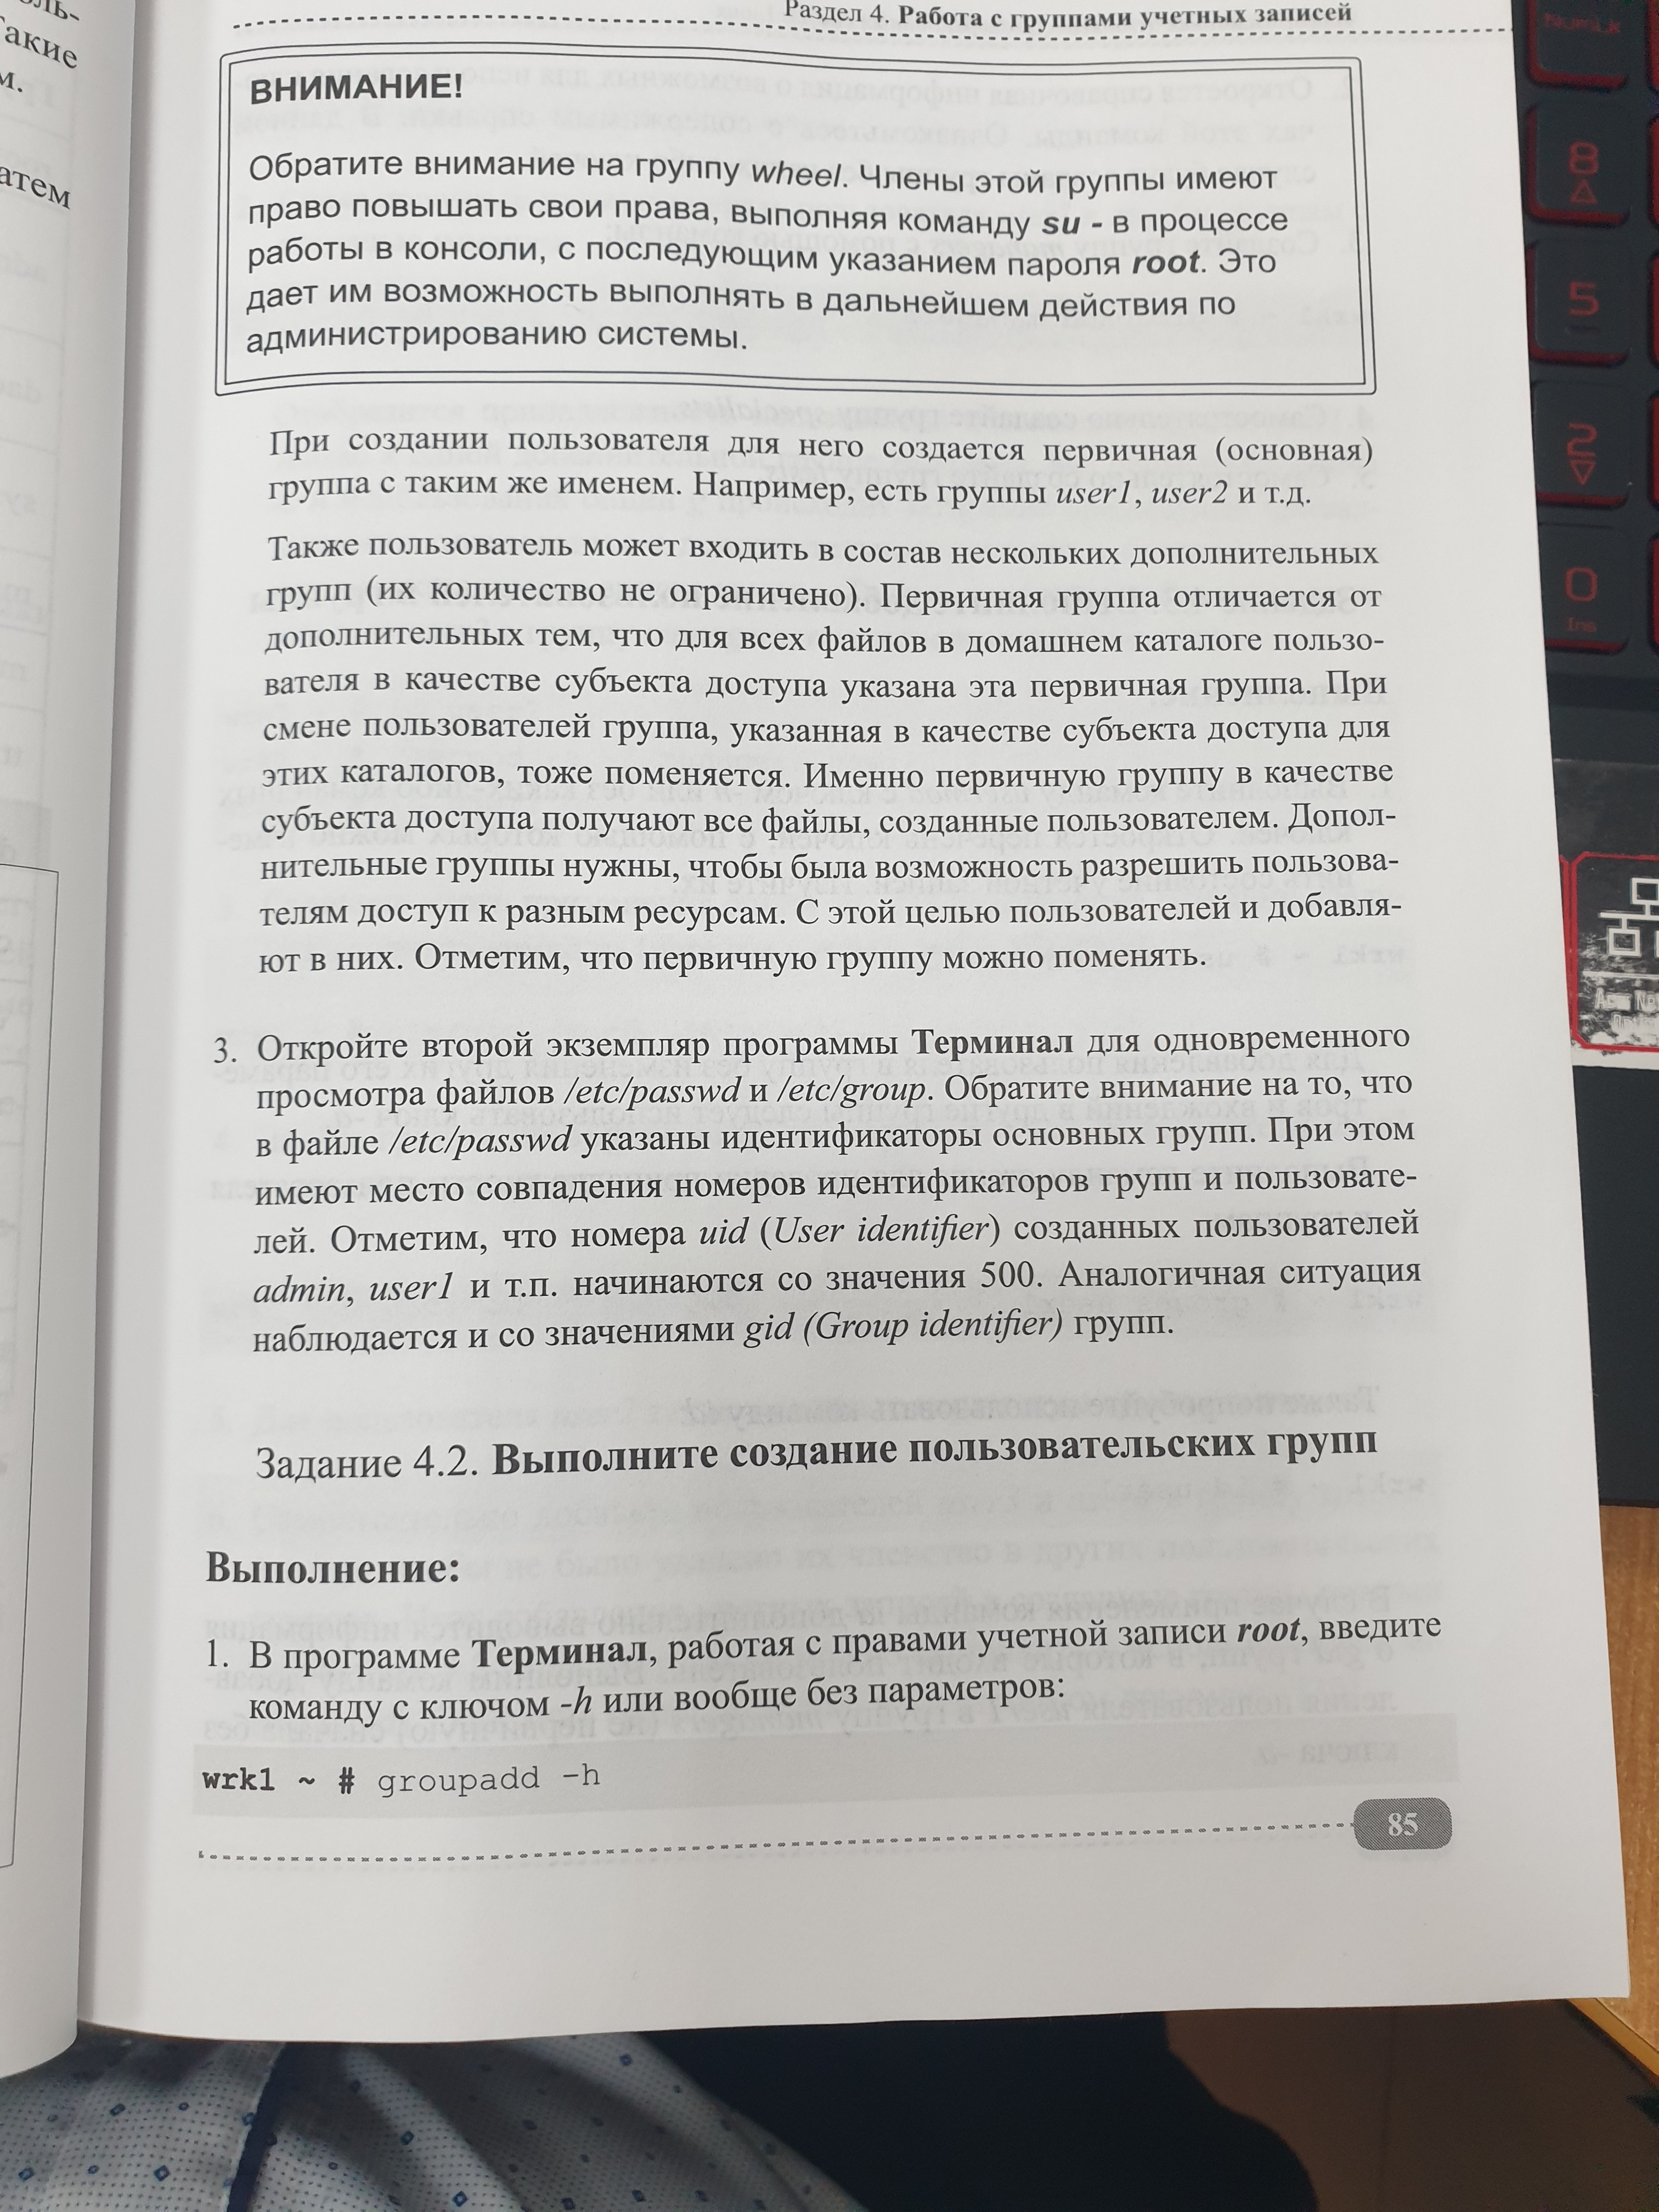 оль-
Такие
м.
атем
Раздел 4. Работа с группами учетных записей
ВНИМАНИЕ!
Обратите внимание на группу wheel. Члены этой группы имеют
право повышать свои права, выполняя команду su - в процессе
работы в консоли, с последующим указанием пароля root. Это
дает им возможность выполнять в дальнейшем действия по
администрированию системы.
При создании пользователя для него создается первичная (основная)
группа с таким же именем. Например, есть группы user1, user2 и т.д.
Также пользователь может входить в состав нескольких дополнительных
групп (их количество не ограничено). Первичная группа отличается от
дополнительных тем, что для всех файлов в домашнем каталоге пользо-
вателя в качестве субъекта доступа указана эта первичная группа. При
смене пользователей группа, указанная в качестве субъекта доступа для
этих каталогов, тоже поменяется. Именно первичную группу в качестве
субъекта доступа получают все файлы, созданные пользователем. Допол-
нительные группы нужны, чтобы была возможность разрешить пользова-
телям доступ к разным ресурсам. С этой целью пользователей и добавля-
ют в них. Отметим, что первичную группу можно поменять.
3. Откройте второй экземпляр программы Терминал для одновременного
просмотра файлов /etc/passwd и /etc/group. Обратите внимание на то, что
в файле /etc/passwd указаны идентификаторы основных групп. При этом
имеют место совпадения номеров идентификаторов групп и пользовате-
лей. Отметим, что номера uid (User identifier) созданных пользователей
admin, user1 и т.п. начинаются со значения 500. Аналогичная ситуация
наблюдается и со значениями gid (Group identifier) групп.
Задание 4.2. Выполните создание пользовательских групп
Выполнение:
1. В программе Терминал, работая с правами учетной записи root, введите
команду с ключом -h или вообще без параметров:
wrk1 ~ # groupadd -h
85
NumLk
8
5
2
0
Ins